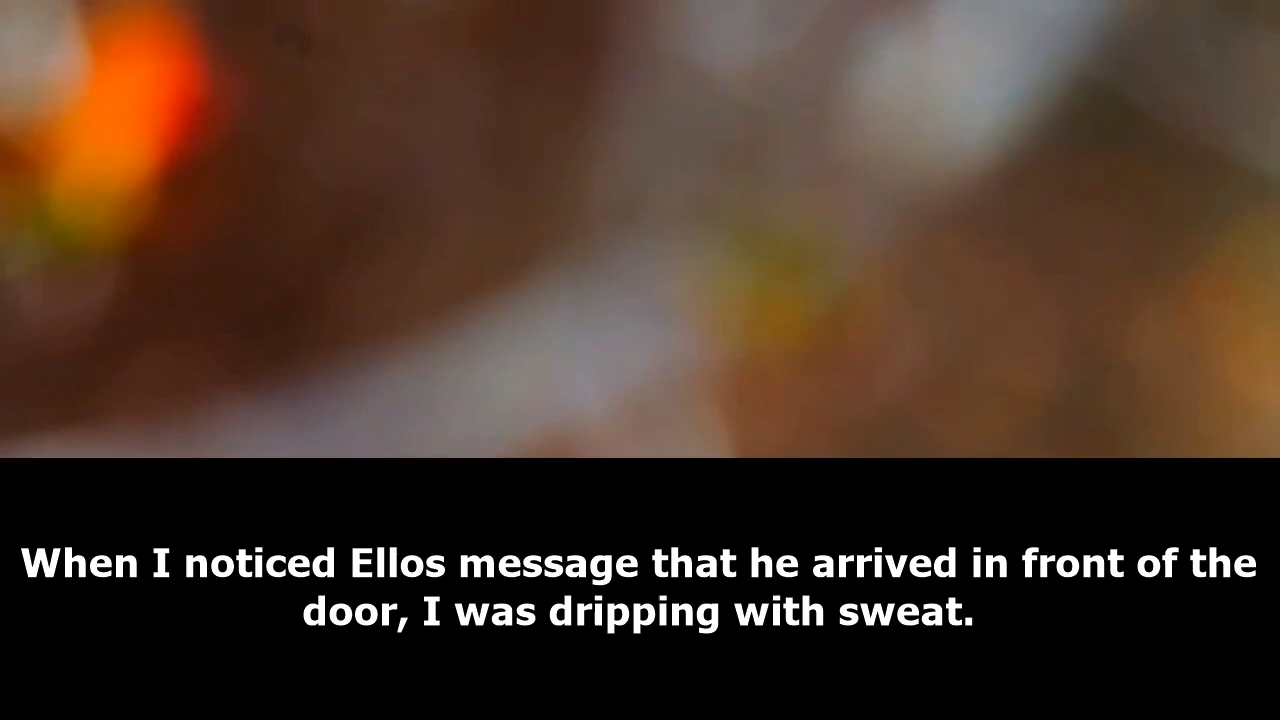 When I noticed Ellos message that he arrived in front of the
door, I was dripping with sweat.